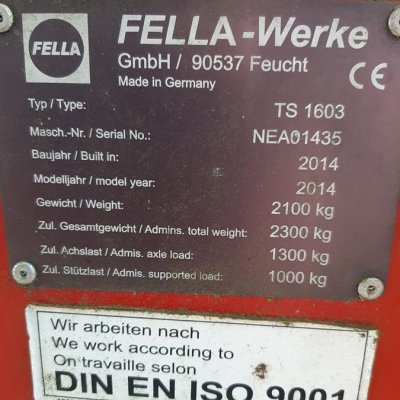 FELLA
FELLA-Werke
GmbH / 90537 Feucht
Made in Germany
CE
Typ / Type: TS 1603
Masch.-Nr. / Serial No.: NEA01435
Baujahr / Built in: 2014
Modelljahr / model year: 2014
Gewicht / Weight: 2100 kg
Zul. Gesamtgewicht / Admins. total weight: 2300 kg
Zul. Achslast / Admis. axle load: 1300 kg
Zul. Stützlast / Admis. supported load: 1000 kg
Wir arbeiten nach
We work according to
On travaille selon
DIN EN ISO 9001